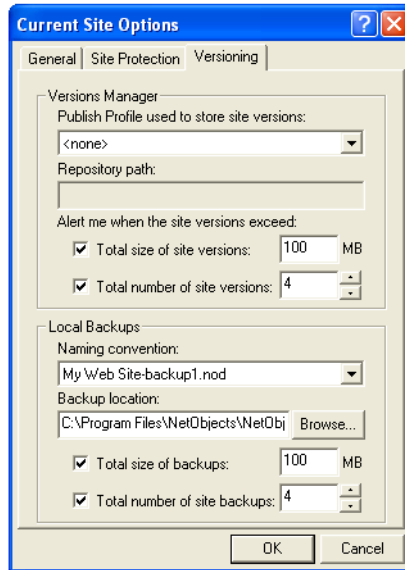 Current Site Options
General Site Protection Versioning
Versions Manager
Publish Profile used to store site versions:
<none>
Repository path:
Alert me when the site versions exceed:
Total size of site versions: 100 MB
Total number of site versions: 4
Local Backups
Naming convention:
My Web Site-backup1.nod
Backup location:
C:\Program Files\NetObjects\NetObj Browse...
Total size of backups: 100 MB
Total number of site backups: 4
OK Cancel